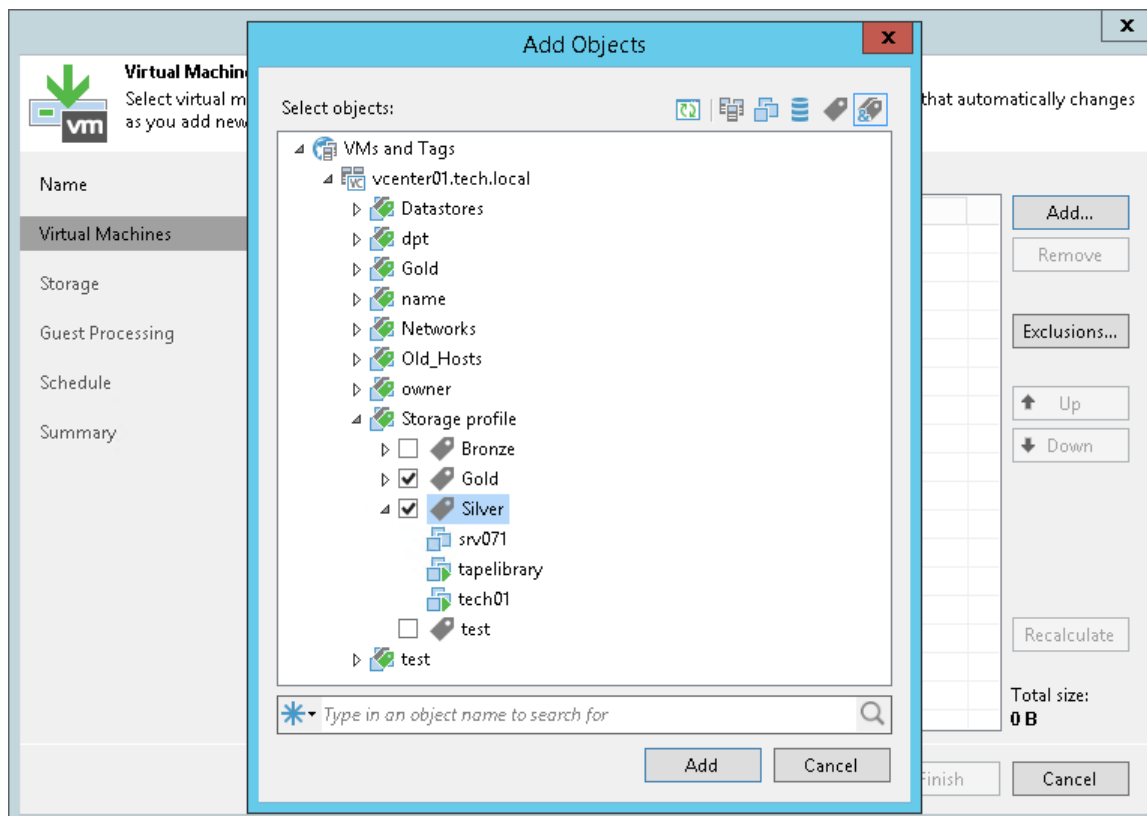 Add Objects
X
X
Virtual Machin
Select virtual m
that automatically changes
as you add new
vm
Name
Virtual Machines
Storage
Guest Processing
Schedule
Summary
Select objects:
&
VMs and Tags
VC vcenter01.tech.local
Datastores
dpt
Gold
name
Networks
Old_Hosts
owner
Storage profile
Bronze
Gold
Silver
srv071
tapelibrary
tech01
test
test
Type in an object name to search for
Add
Cancel
Add...
Remove
Exclusions...
Up
Down
Recalculate
Total size:
0 B
Finish
Cancel